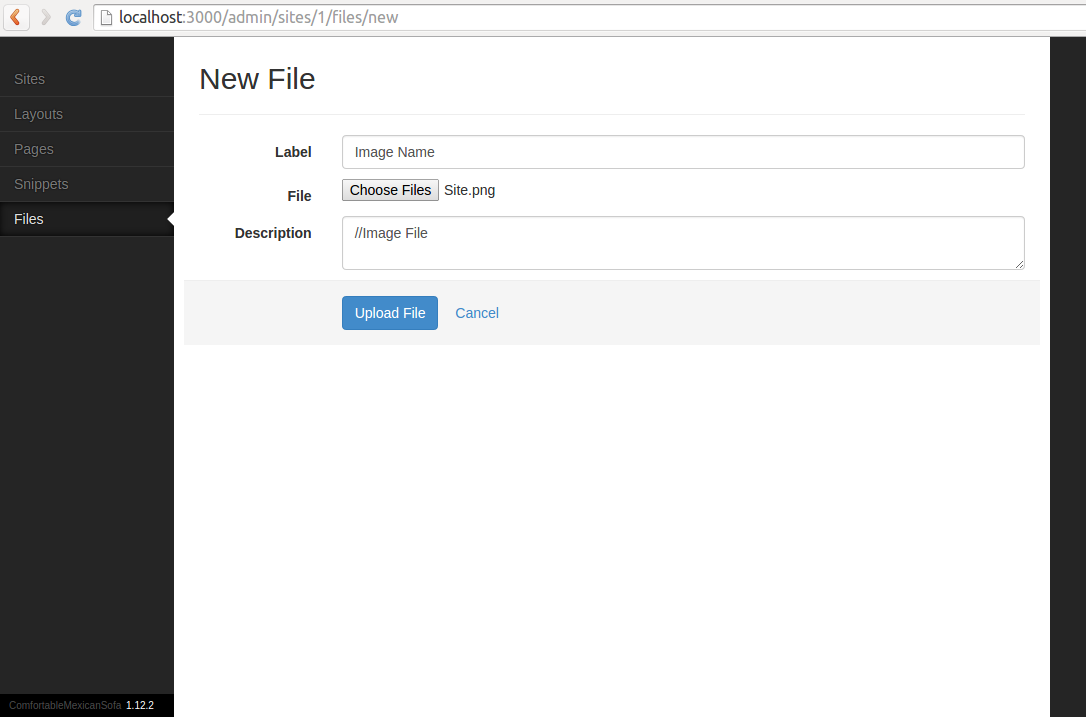 localhost:3000/admin/sites/1/files/new
Sites
Layouts
Pages
Snippets
Files
New File
Label Image Name
File Choose Files Site.png
Description //Image File
Upload File Cancel
ComfortableMexicanSofa 1.12.2